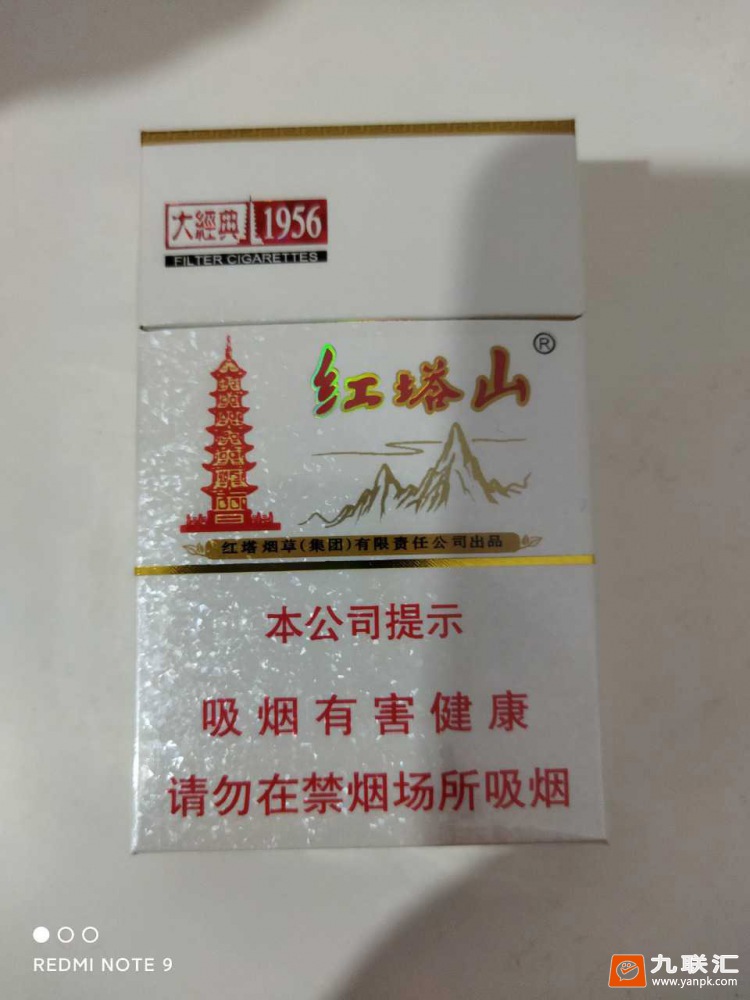 大經典 1956
FILTER CIGARETTES
红塔山®
红塔烟草(集团)有限责任公司出品
本公司提示
吸烟有害健康
请勿在禁烟场所吸烟
REDMI NOTE 9
九联汇
www.yanpk.com